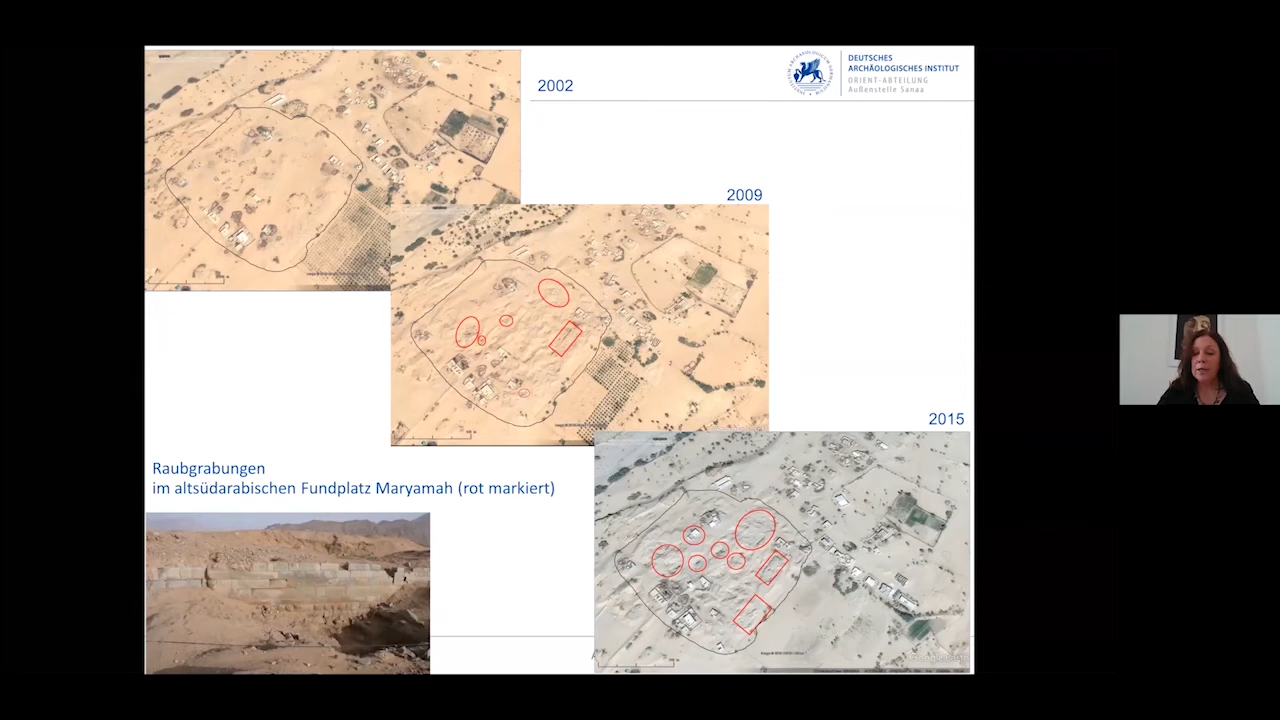 2002
DEUTSCHES
ARCHÄOLOGISCHES INSTITUT
ORIENT-ABTEILUNG
Außenstelle Sanaa
2009
2015
Raubgrabungen
im altsüdarabischen Fundplatz Maryamah (rot markiert)